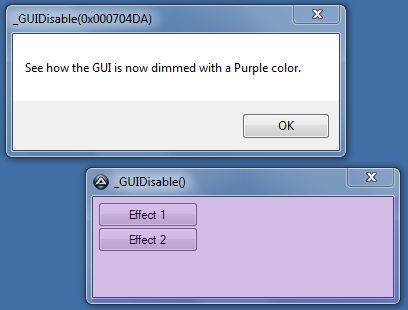 _GUIDisable(0x000704DA)
See how the GUI is now dimmed with a Purple color.
OK
_GUIDisable()
Effect 1
Effect 2